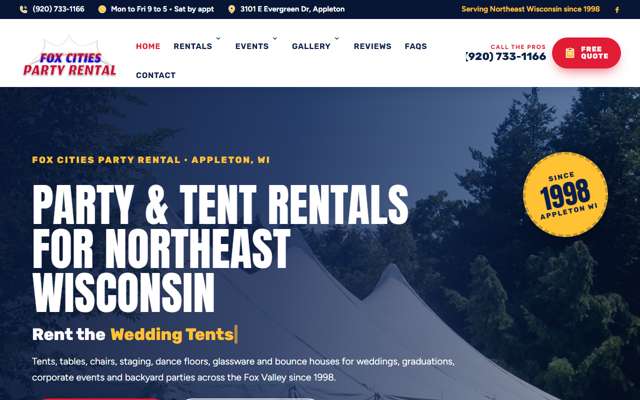 (920) 733-1166 Mon to Fri 9 to 5 • Sat by appt 3101 E Evergreen Dr, Appleton Serving Northeast Wisconsin since 1998
FOX CITIES
PARTY RENTAL
HOME RENTALS EVENTS GALLERY REVIEWS FAQS
CONTACT
CALL THE PROS
(920) 733-1166
FREE
QUOTE
FOX CITIES PARTY RENTAL • APPLETON, WI
SINCE
1998
APPLETON WI
PARTY & TENT RENTALS
FOR NORTHEAST
WISCONSIN
Rent the Wedding Tents
Tents, tables, chairs, staging, dance floors, glassware and bounce houses for weddings, graduations,
corporate events and backyard parties across the Fox Valley since 1998.